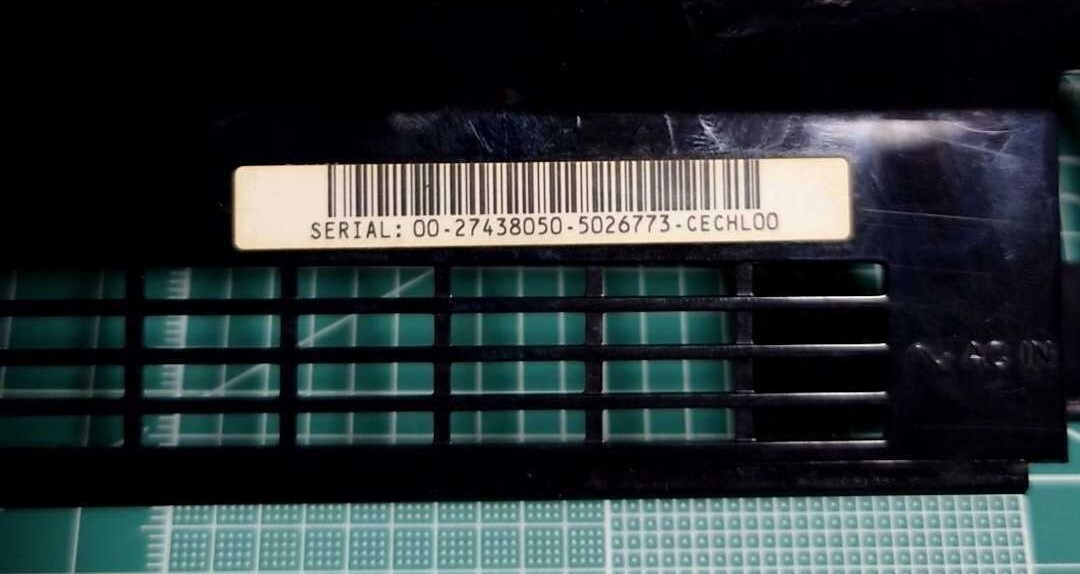 SERIAL: 00-27438050-5026773-CECHL00
~ AC IN